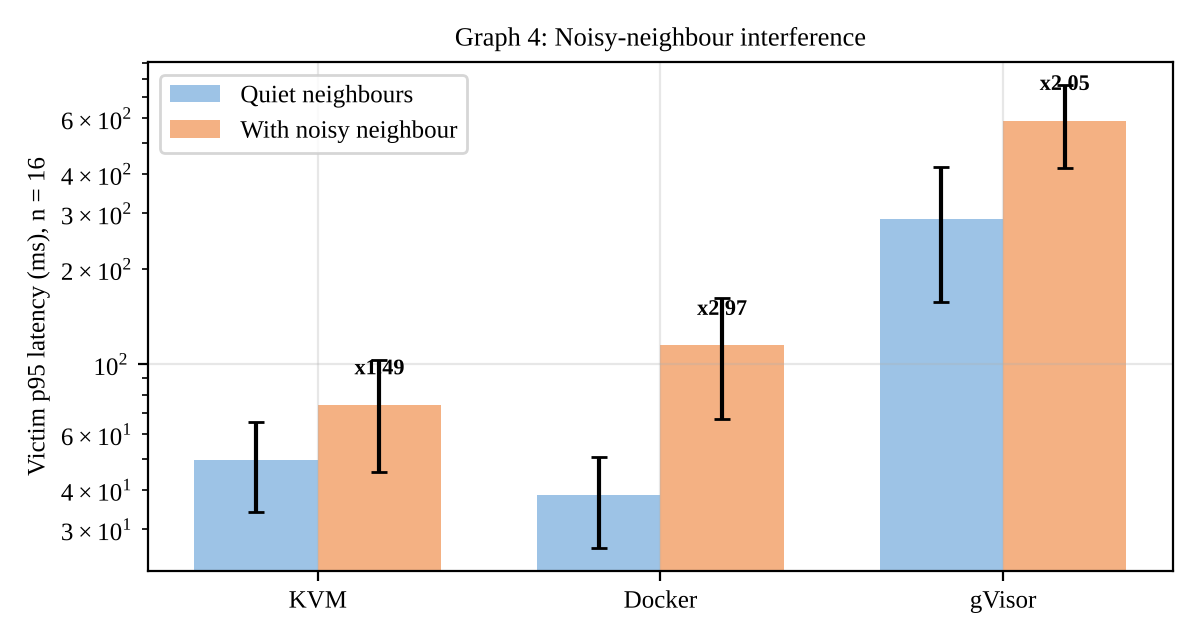 Graph 4: Noisy-neighbour interference
Quiet neighbours
With noisy neighbour
Victim p95 latency (ms), n = 16
6 × 10²
4 × 10²
3 × 10²
2 × 10²
10²
6 × 10¹
4 × 10¹
3 × 10¹
x1.49
x2.97
x2.05
KVM
Docker
gVisor